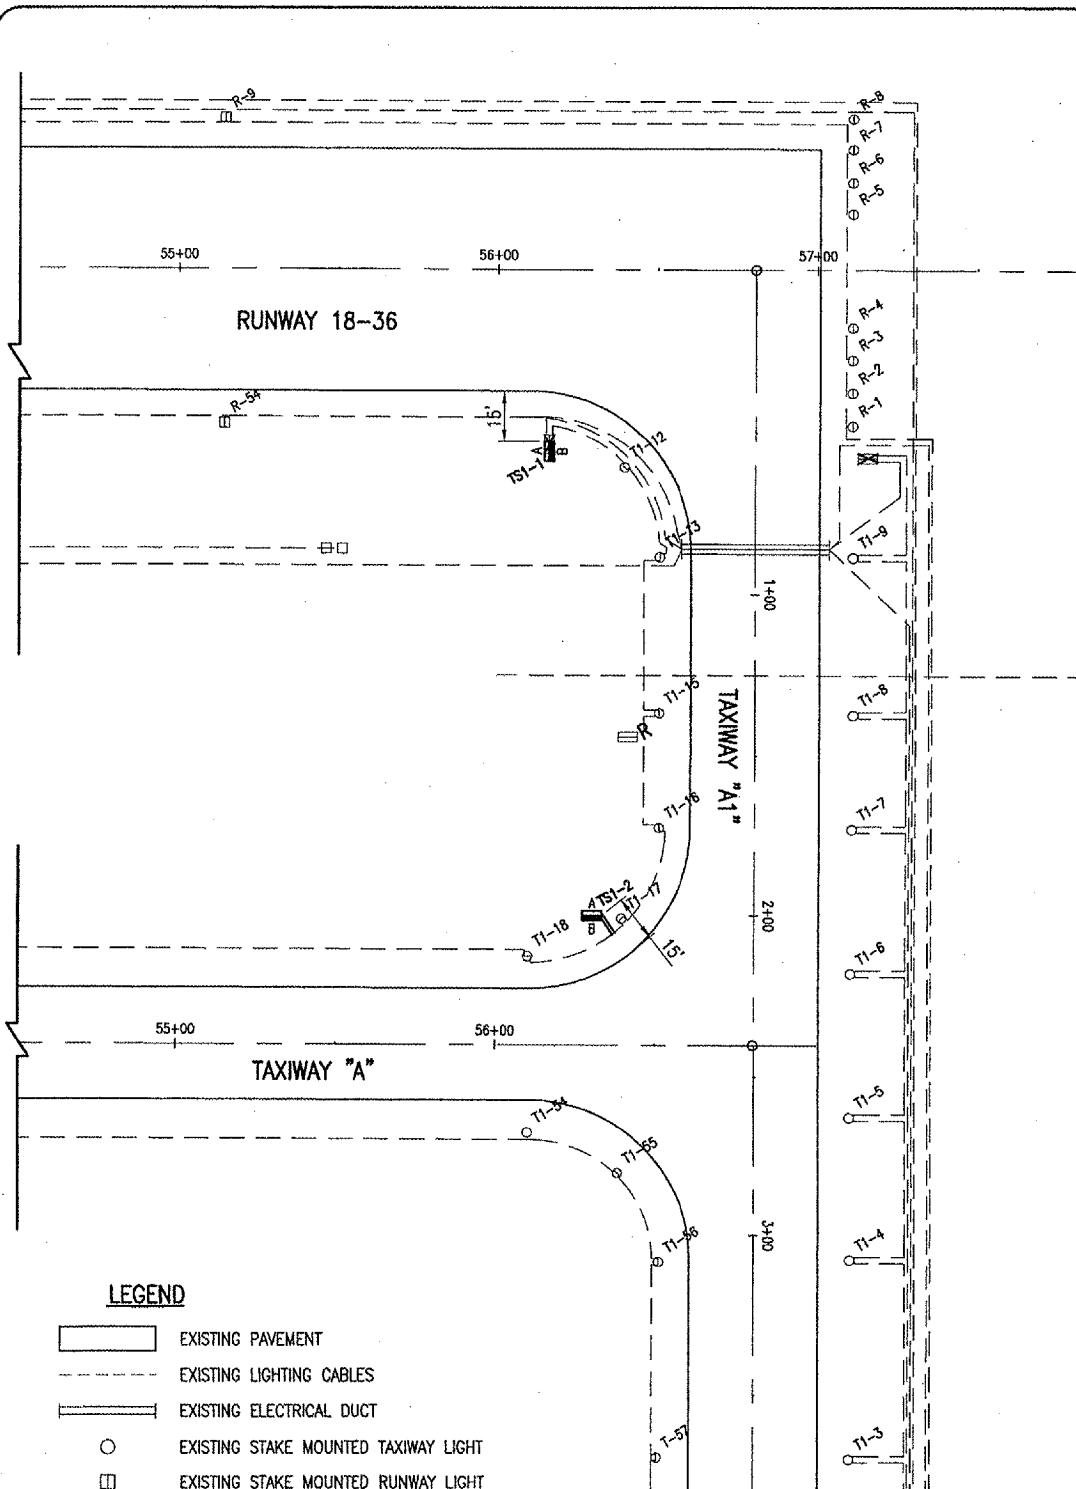 R-9
R-8
R-7
R-6
R-5
55+00
56+00
57+00
RUNWAY 18-36
R-4
R-3
R-2
R-1
R-54
15'
A
B
TS1-1
T1-12
T1-13
T1-9
1+00
T1-15
R
TAXIWAY "A1"
T1-8
T1-16
T1-7
A
B
TS1-2
T1-17
T1-18
15'
2+00
T1-6
55+00
56+00
TAXIWAY "A"
T1-54
T1-55
T1-5
T1-56
3+00
T1-4
T-57
T1-3
LEGEND
EXISTING PAVEMENT
EXISTING LIGHTING CABLES
EXISTING ELECTRICAL DUCT
EXISTING STAKE MOUNTED TAXIWAY LIGHT
EXISTING STAKE MOUNTED RUNWAY LIGHT